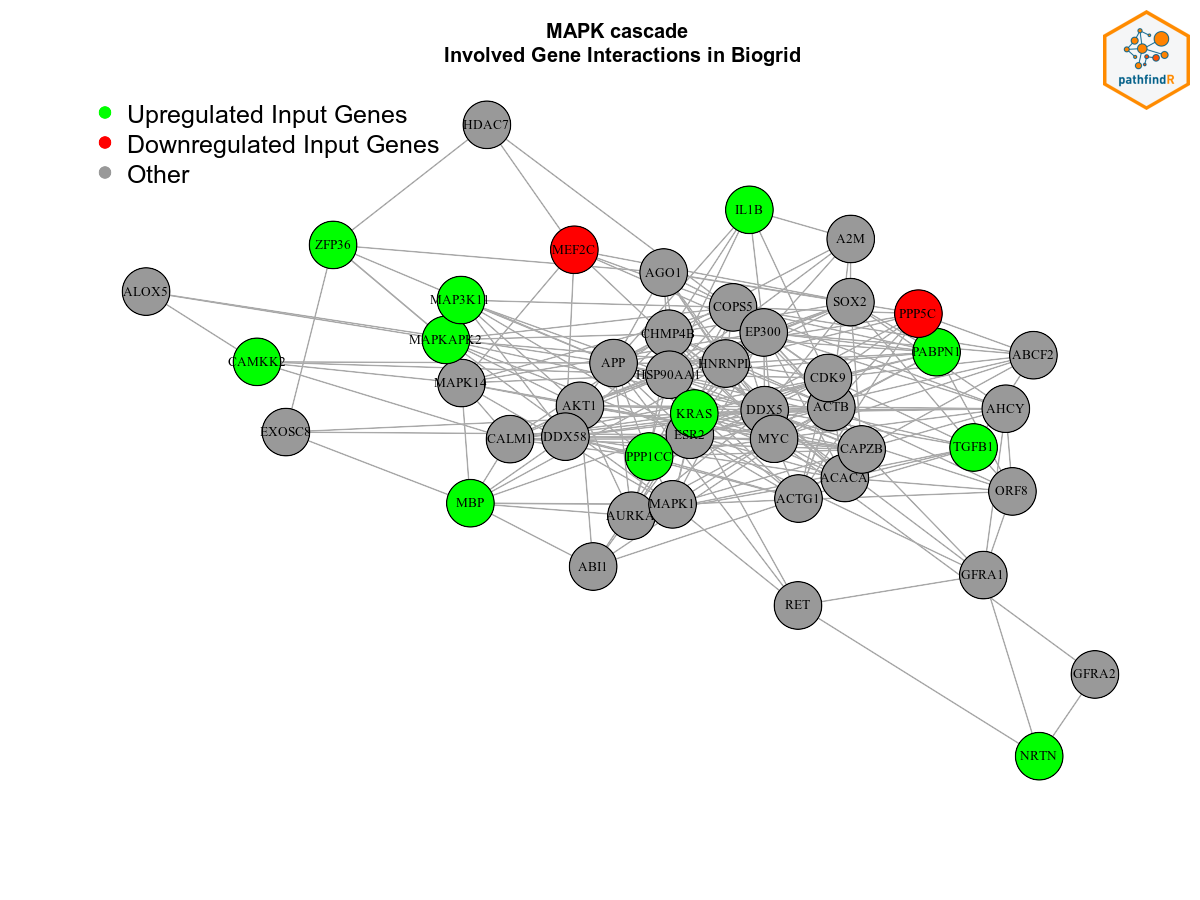 MAPK cascade
Involved Gene Interactions in Biogrid
pathfindR
Upregulated Input Genes
Downregulated Input Genes
Other
HDAC7
IL1B
ZFP36
MEF2C
A2M
AGO1
ALOX5
MAP3K11
COPS5
SOX2
PPP5C
CHMP4B
EP300
MAPKAPK2
PABPN1
ABCF2
CAMKK2
APP
HNRNPL
HSP90AA1
MAPK14
CDK9
AKT1
KRAS
DDX5
ACTB
AHCY
EXOSC8
CALM1
DDX58
ESR2
MYC
CAPZB
TGFB1
PPP1CC
ACACA
ORF8
MBP
AURKA
MAPK1
ACTG1
ABI1
GFRA1
RET
GFRA2
NRTN